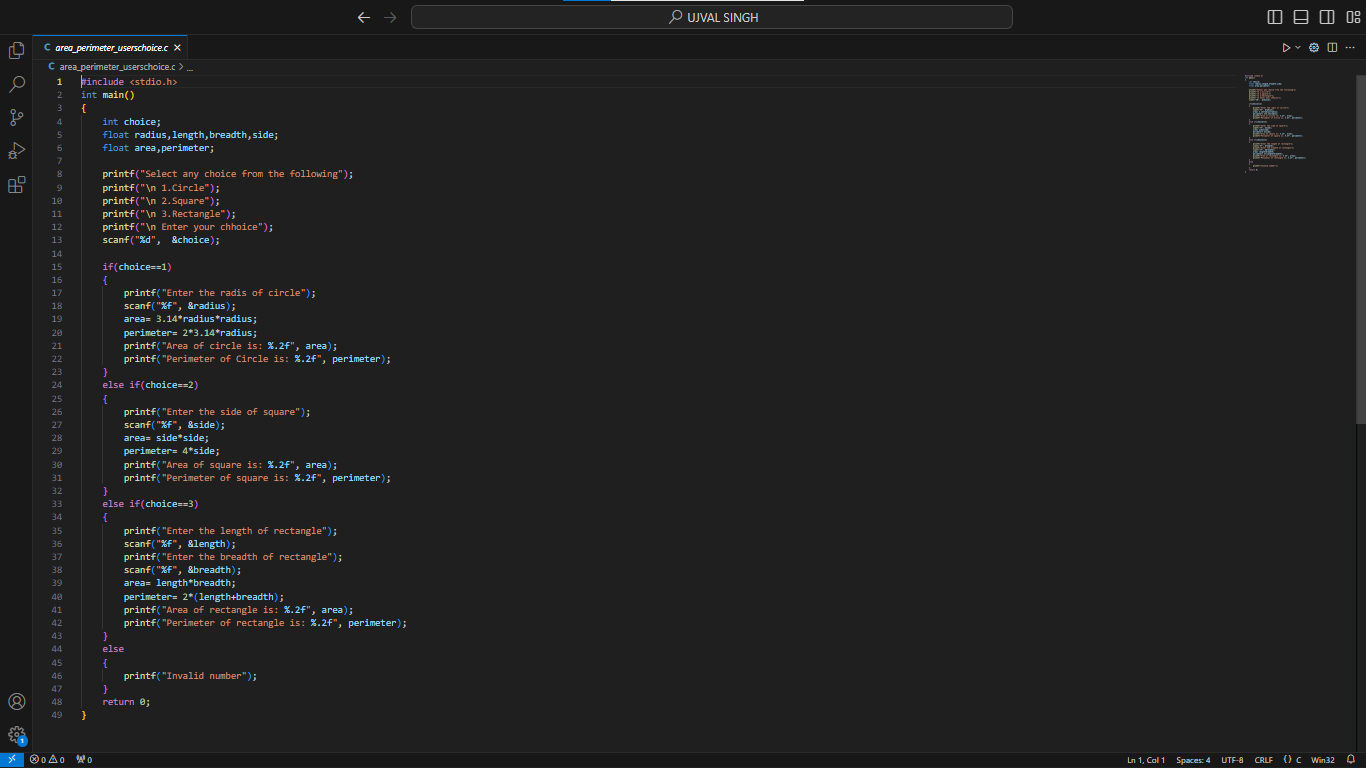 UJVAL SINGH
C area_perimeter_userschoice.c ×
C area_perimeter_userschoice.c > ...
1 #include <stdio.h>
2 int main()
3 {
4 int choice;
5 float radius,length,breadth,side;
6 float area,perimeter;
7
8 printf("Select any choice from the following");
9 printf("\n 1.Circle");
10 printf("\n 2.Square");
11 printf("\n 3.Rectangle");
12 printf("\n Enter your chhoice");
13 scanf("%d",  &choice);
14
15 if(choice==1)
16 {
17 printf("Enter the radis of circle");
18 scanf("%f", &radius);
19 area= 3.14*radius*radius;
20 perimeter= 2*3.14*radius;
21 printf("Area of circle is: %.2f", area);
22 printf("Perimeter of Circle is: %.2f", perimeter);
23 }
24 else if(choice==2)
25 {
26 printf("Enter the side of square");
27 scanf("%f", &side);
28 area= side*side;
29 perimeter= 4*side;
30 printf("Area of square is: %.2f", area);
31 printf("Perimeter of square is: %.2f", perimeter);
32 }
33 else if(choice==3)
34 {
35 printf("Enter the length of rectangle");
36 scanf("%f", &length);
37 printf("Enter the breadth of rectangle");
38 scanf("%f", &breadth);
39 area= length*breadth;
40 perimeter= 2*(length+breadth);
41 printf("Area of rectangle is: %.2f", area);
42 printf("Perimeter of rectangle is: %.2f", perimeter);
43 }
44 else
45 {
46 printf("Invalid number");
47 }
48 return 0;
49 }
1
0 0 0 Ln 1, Col 1 Spaces: 4 UTF-8 CRLF {} C Win32